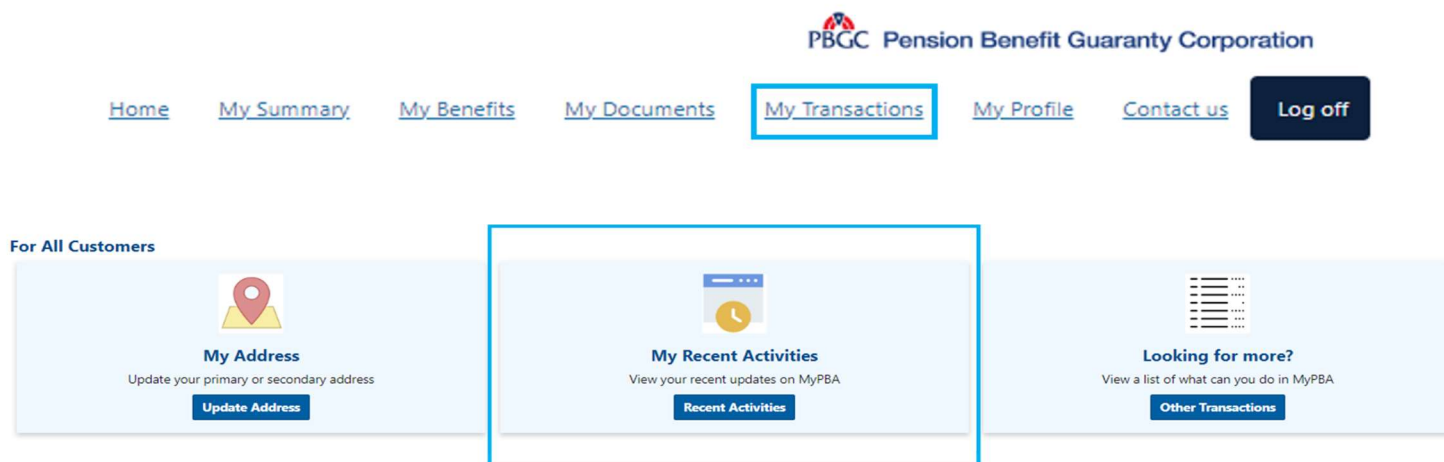 PBGC Pension Benefit Guaranty Corporation
Home My Summary My Benefits My Documents My Transactions My Profile Contact us Log off
For All Customers
My Address
Update your primary or secondary address
Update Address
My Recent Activities
View your recent updates on MyPBA
Recent Activities
Looking for more?
View a list of what can you do in MyPBA
Other Transactions